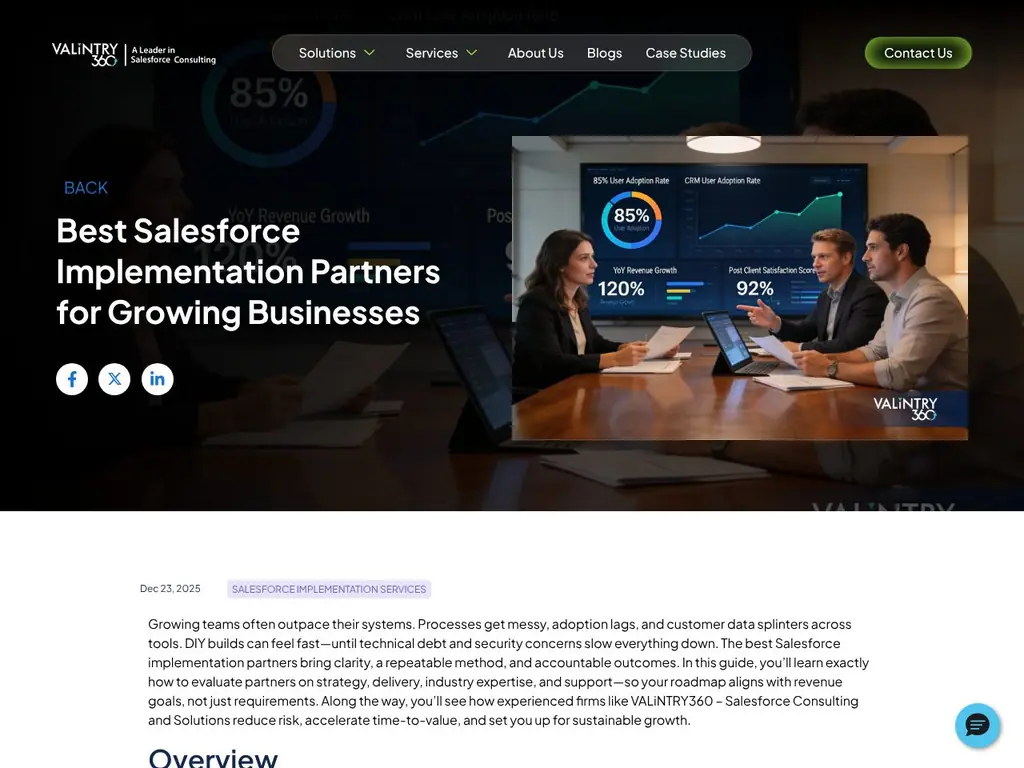 VALiNTRY 360
A Leader in
Salesforce Consulting
Solutions
Services
About Us
Blogs
Case Studies
Contact Us
BACK
Best Salesforce
Implementation Partners
for Growing Businesses
85%
YoY Revenue Growth
120%
85% User Adoption Rate
CRM User Adoption Rate
85%
YoY Revenue Growth
120%
Post Client Satisfaction Score
92%
VALiNTRY
360
Dec 23, 2025
SALESFORCE IMPLEMENTATION SERVICES
Growing teams often outpace their systems. Processes get messy, adoption lags, and customer data splinters across
tools. DIY builds can feel fast—until technical debt and security concerns slow everything down. The best Salesforce
implementation partners bring clarity, a repeatable method, and accountable outcomes. In this guide, you’ll learn exactly
how to evaluate partners on strategy, delivery, industry expertise, and support—so your roadmap aligns with revenue
goals, not just requirements. Along the way, you’ll see how experienced firms like VALiNTRY360 – Salesforce Consulting
and Solutions reduce risk, accelerate time-to-value, and set you up for sustainable growth.
Overview